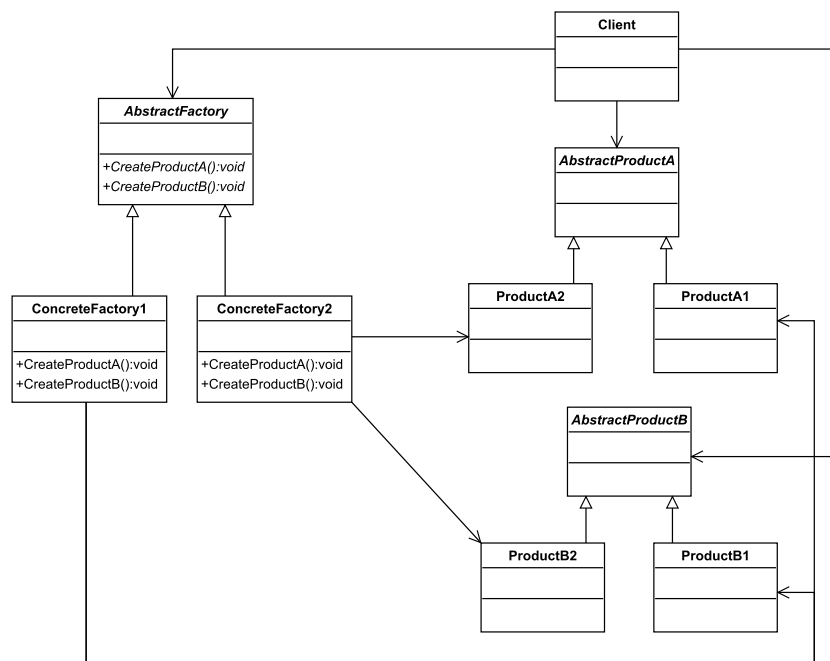 Client
AbstractFactory
+CreateProductA():void
+CreateProductB():void
AbstractProductA
ConcreteFactory1
+CreateProductA():void
+CreateProductB():void
ConcreteFactory2
+CreateProductA():void
+CreateProductB():void
ProductA2
ProductA1
AbstractProductB
ProductB2
ProductB1